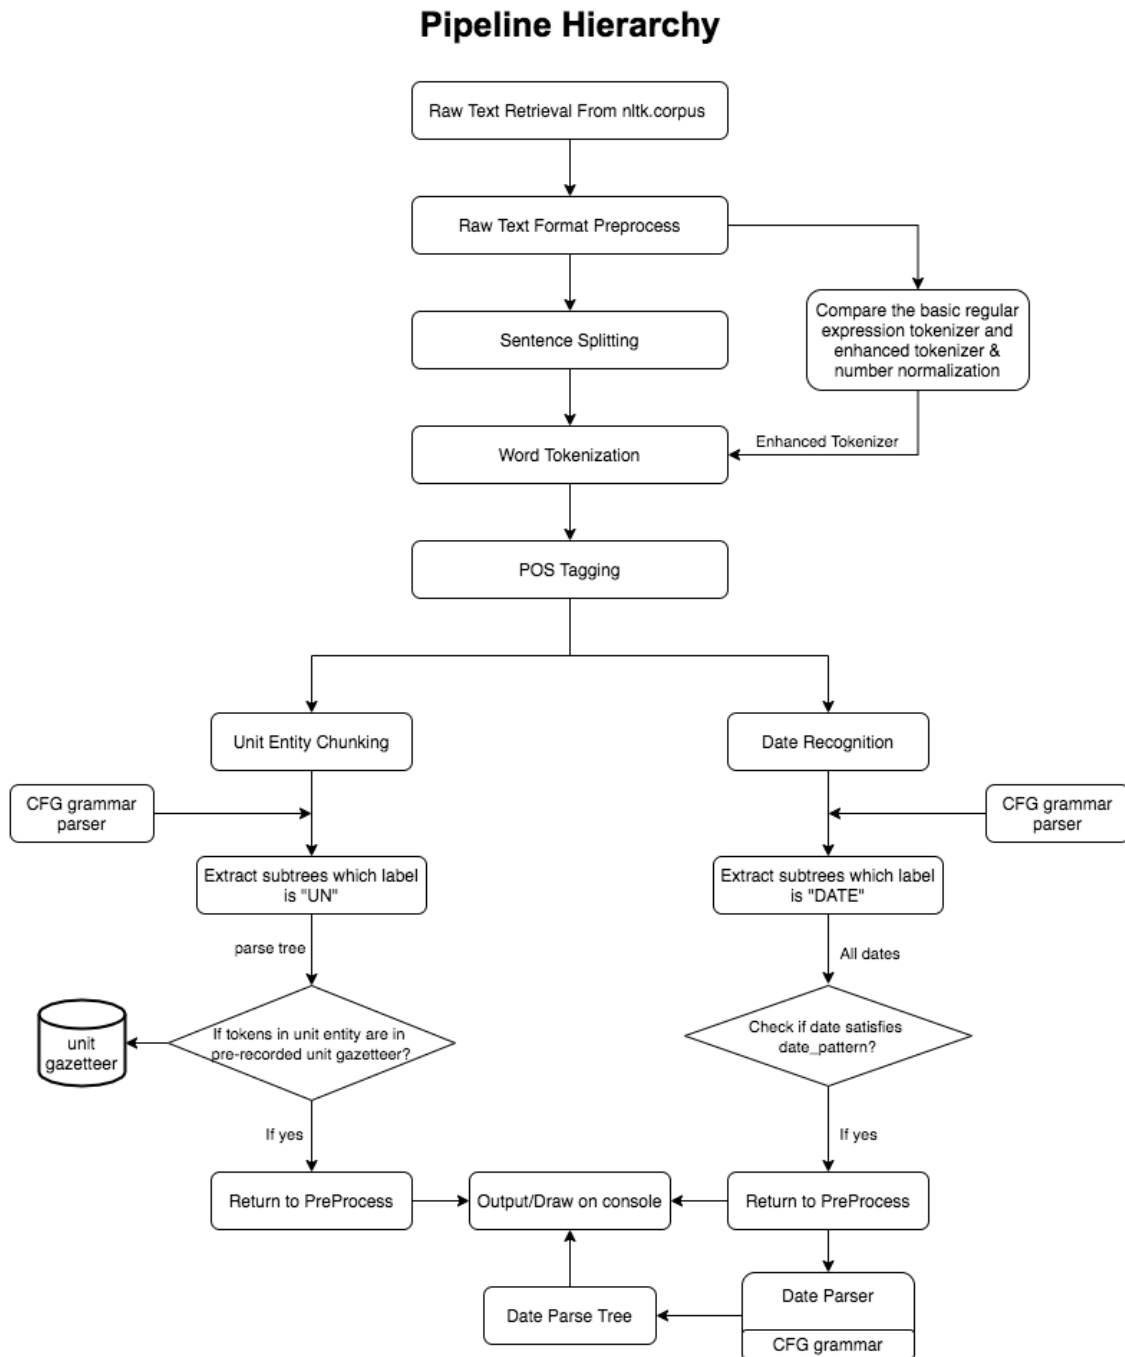 Pipeline Hierarchy
Raw Text Retrieval From nltk.corpus
Raw Text Format Preprocess
Compare the basic regular
expression tokenizer and
enhanced tokenizer &
number normalization
Sentence Splitting
Enhanced Tokenizer
Word Tokenization
POS Tagging
Unit Entity Chunking
Date Recognition
CFG grammar
parser
CFG grammar
parser
Extract subtrees which label
is "UN"
Extract subtrees which label
is "DATE"
parse tree
All dates
unit
gazetteer
If tokens in unit entity are in
pre-recorded unit gazetteer?
Check if date satisfies
date_pattern?
If yes
If yes
Return to PreProcess
Output/Draw on console
Return to PreProcess
Date Parse Tree
Date Parser
CFG grammar